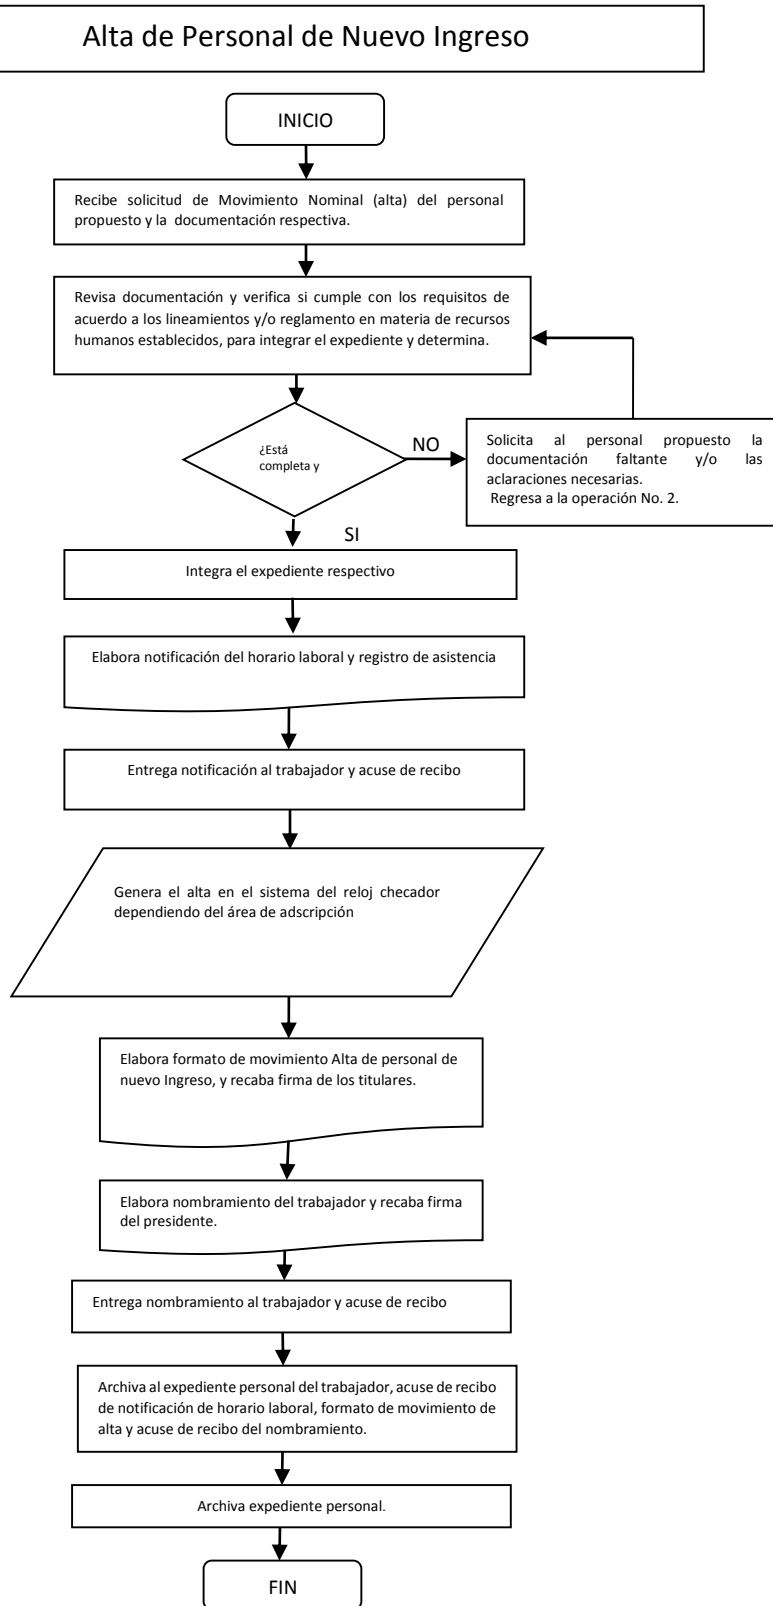 Alta de Personal de Nuevo Ingreso
INICIO
Recibe solicitud de Movimiento Nominal (alta) del personal
propuesto y la documentación respectiva.
Revisa documentación y verifica si cumple con los requisitos de
acuerdo a los lineamientos y/o reglamento en materia de recursos
humanos establecidos, para integrar el expediente y determina.
¿Está
completa y
NO
Solicita al personal propuesto la
documentación faltante y/o las
aclaraciones necesarias.
Regresa a la operación No. 2.
SI
Integra el expediente respectivo
Elabora notificación del horario laboral y registro de asistencia
Entrega notificación al trabajador y acuse de recibo
Genera el alta en el sistema del reloj checador
dependiendo del área de adscripción
Elabora formato de movimiento Alta de personal de
nuevo Ingreso, y recaba firma de los titulares.
Elabora nombramiento del trabajador y recaba firma
del presidente.
Entrega nombramiento al trabajador y acuse de recibo
Archiva al expediente personal del trabajador, acuse de recibo
de notificación de horario laboral, formato de movimiento de
alta y acuse de recibo del nombramiento.
Archiva expediente personal.
FIN